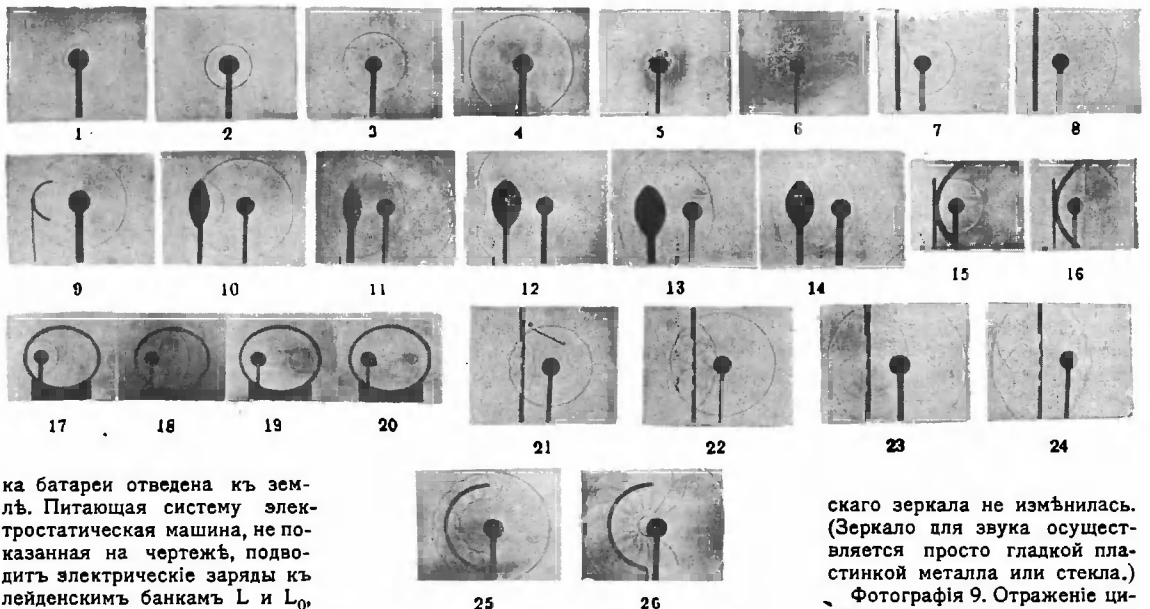 1 2 3 4 5 6 7 8
9 10 11 12 13 14 15 16
17 18 19 20 21 22 23 24
ка батареи отведена къ зем-
лѣ. Питающая систему элек-
тростатическая машина, не по-
казанная на чертежѣ, подво-
дитъ электрическіе заряды къ
лейденскимъ банкамъ L и L₀,
25 26
скаго зеркала не измѣнилась.
(Зеркало для звука осущест-
вляется просто гладкой пла-
стинкой металла или стекла.)
Фотографія 9. Отраженіе ци-